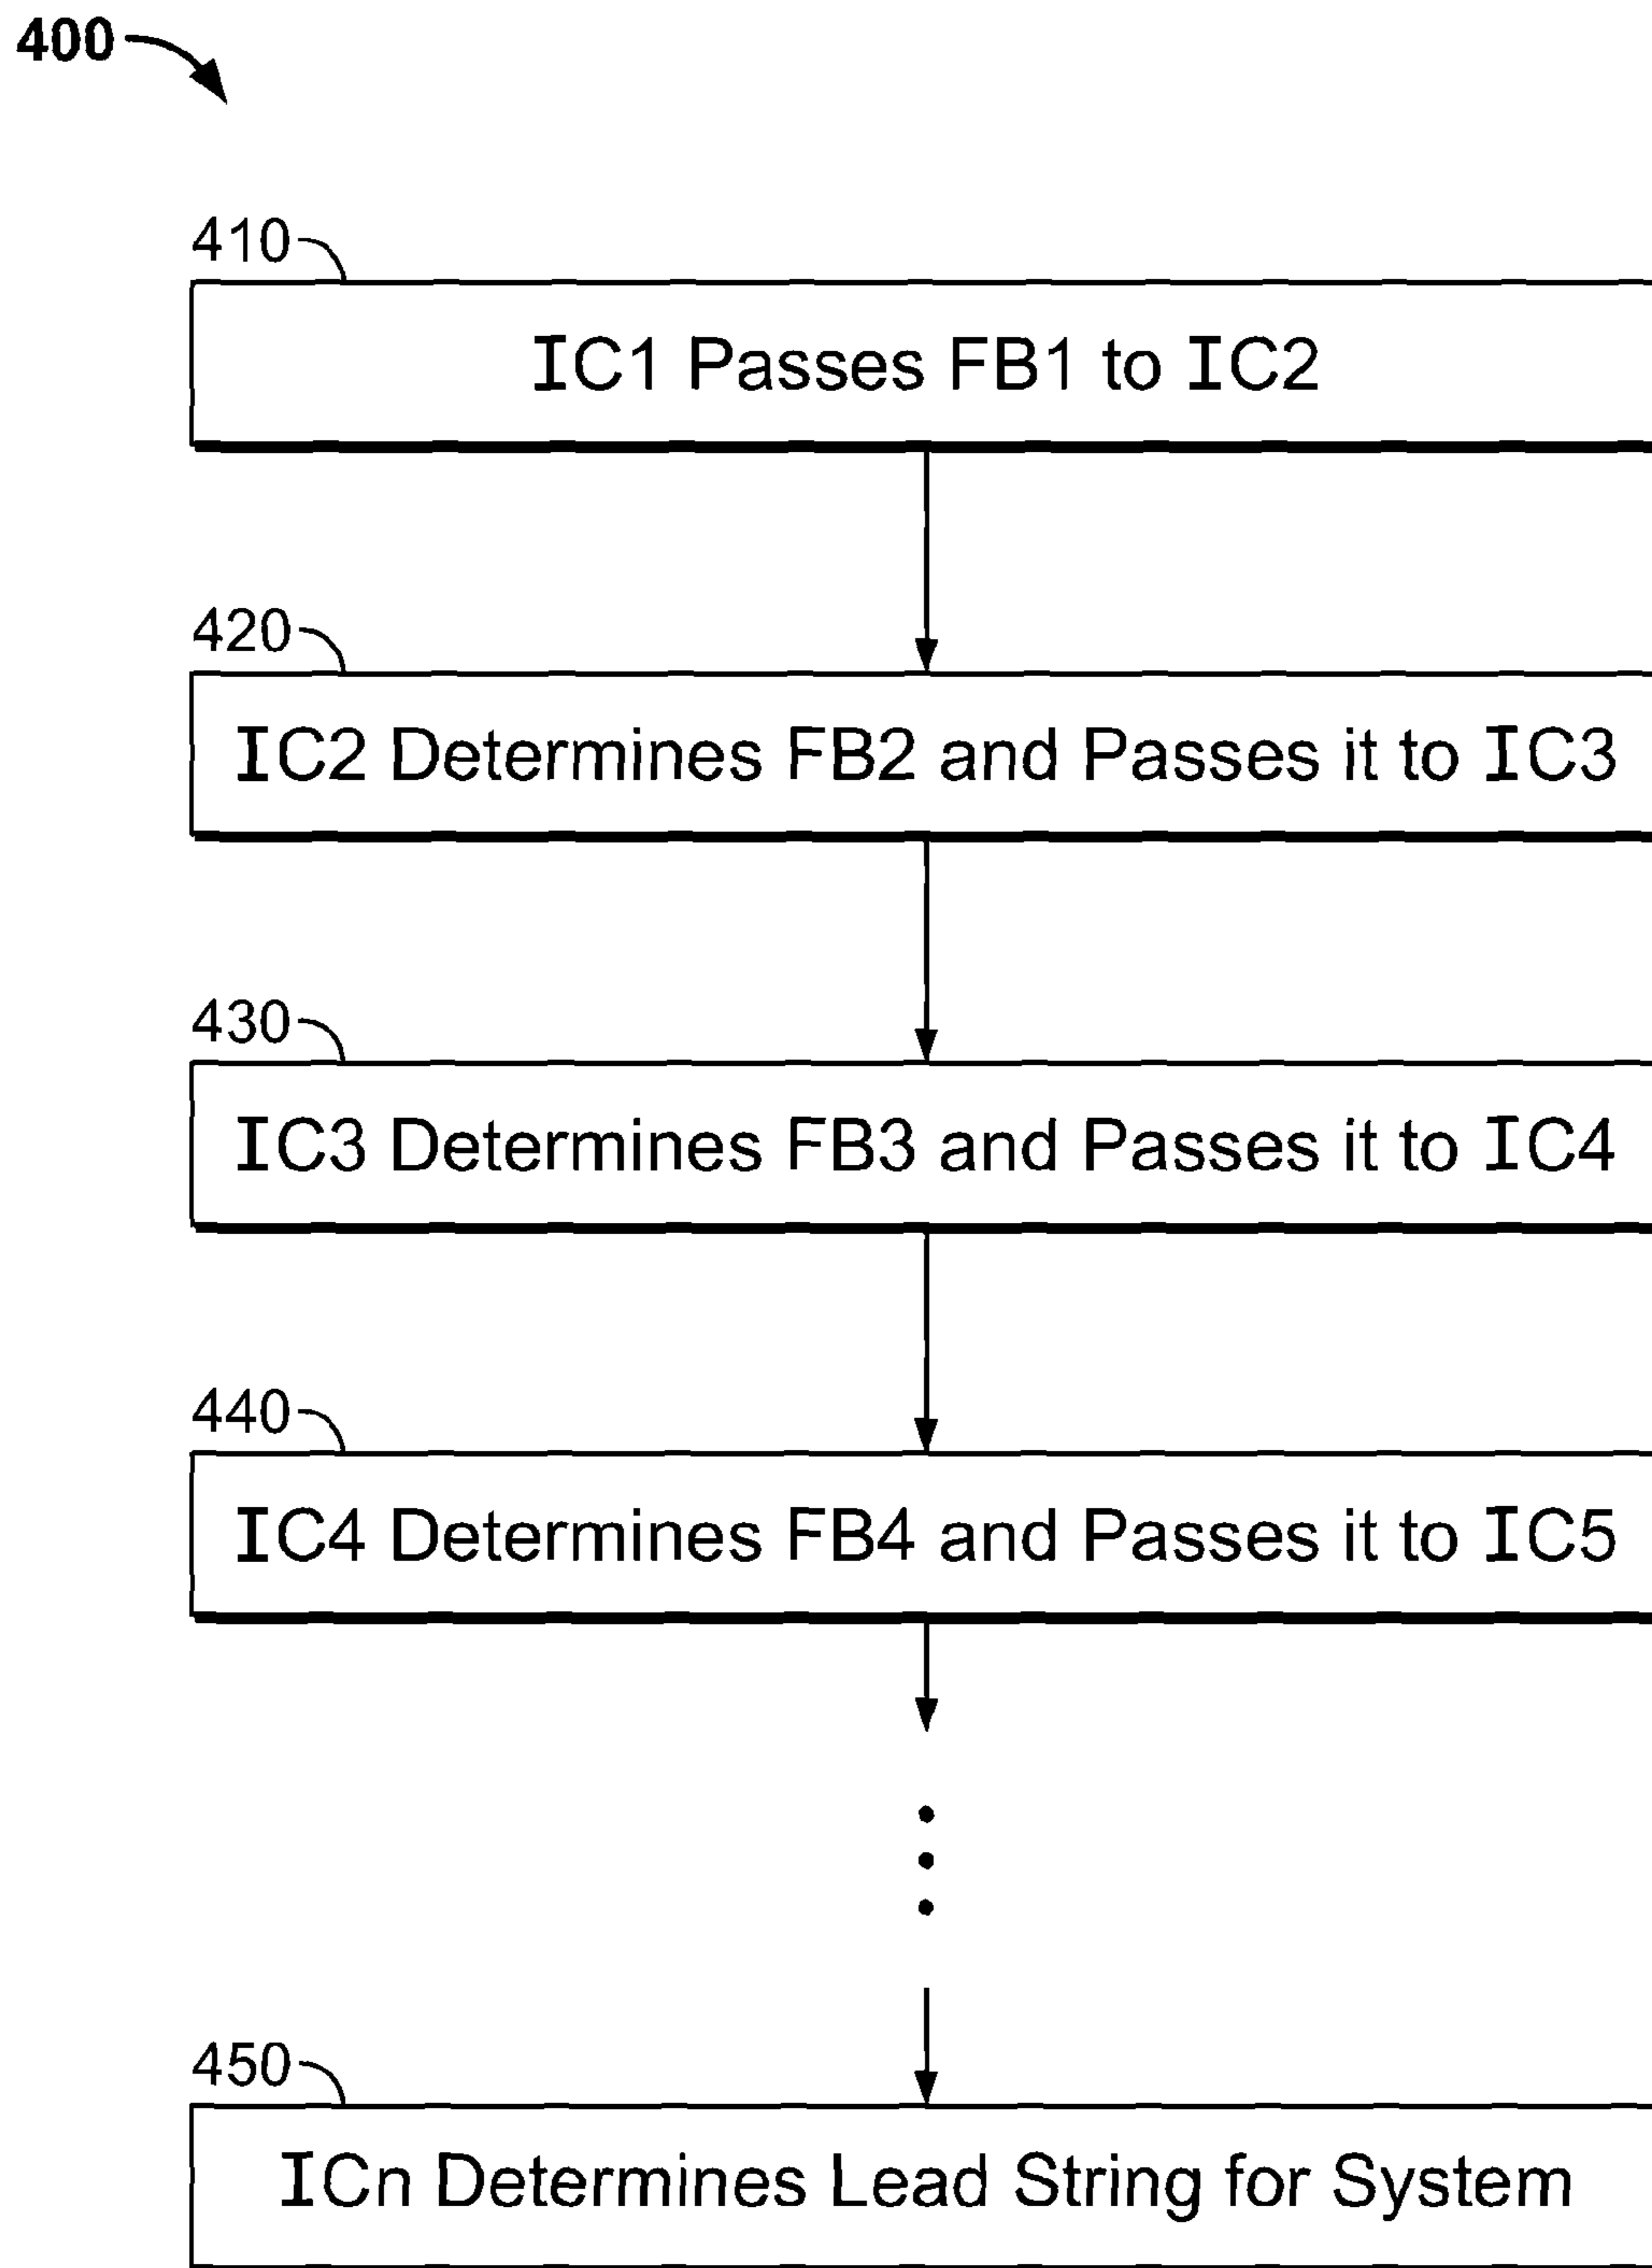 400
410
IC1 Passes FB1 to IC2
420
IC2 Determines FB2 and Passes it to IC3
430
IC3 Determines FB3 and Passes it to IC4
440
IC4 Determines FB4 and Passes it to IC5
450
ICn Determines Lead String for System